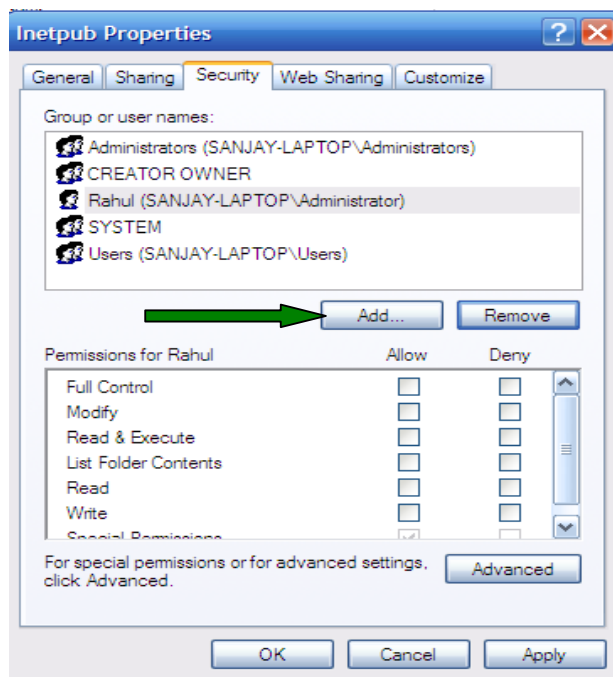 Inetpub Properties
General Sharing Security Web Sharing Customize
Group or user names:
Administrators (SANJAY-LAPTOP\Administrators)
CREATOR OWNER
Rahul (SANJAY-LAPTOP\Administrator)
SYSTEM
Users (SANJAY-LAPTOP\Users)
Add... Remove
Permissions for Rahul Allow Deny
Full Control
Modify
Read & Execute
List Folder Contents
Read
Write
Special Permissions
For special permissions or for advanced settings,
click Advanced.
Advanced
OK Cancel Apply